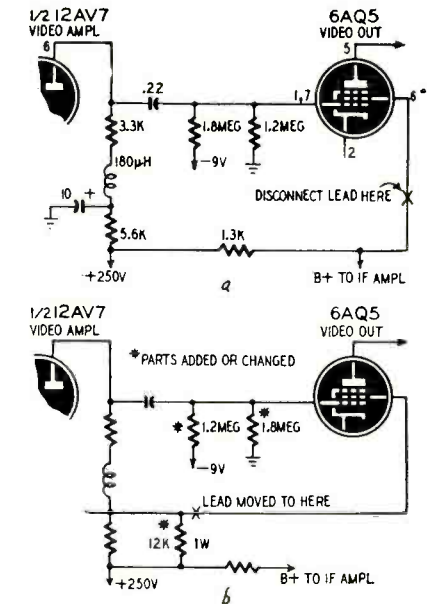 1/2 12AV7
VIDEO AMPL
6AQ5
VIDEO OUT
6
5
.22
1,7
6
3.3K
1.8MEG
1.2MEG
-9V
2
180µH
DISCONNECT LEAD HERE
10 +
5.6K
1.3K
+250V
B+ TO IF AMPL
a
1/2 12AV7
VIDEO AMPL
6AQ5
VIDEO OUT
*PARTS ADDED OR CHANGED
* 1.2MEG
* 1.8MEG
-9V
LEAD MOVED TO HERE
*
12K 1W
+250V
B+ TO IF AMPL
b